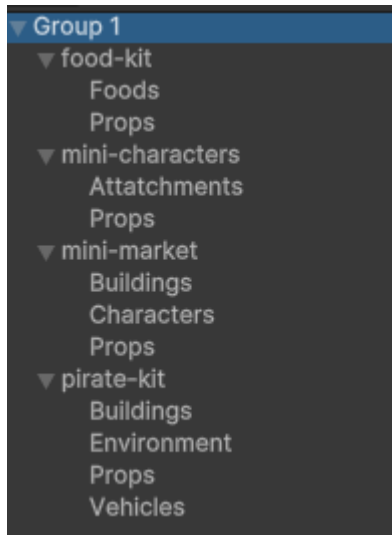 Group 1
food-kit
Foods
Props
mini-characters
Attatchments
Props
mini-market
Buildings
Characters
Props
pirate-kit
Buildings
Environment
Props
Vehicles